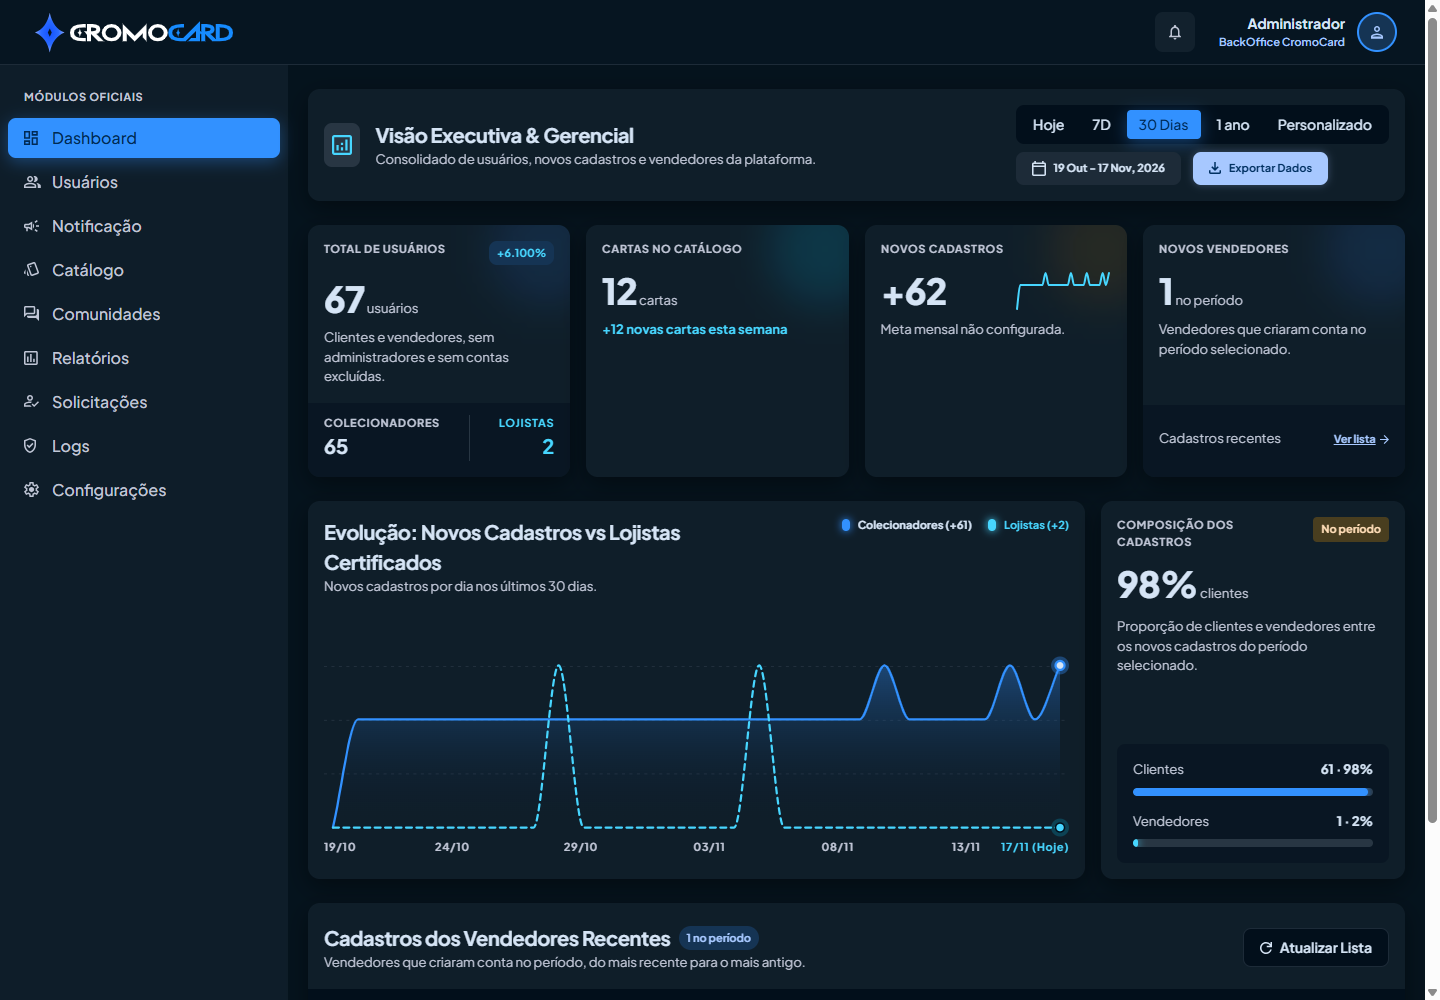 CROMOCARD
Administrador
BackOffice CromoCard
MÓDULOS OFICIAIS
Dashboard
Usuários
Notificação
Catálogo
Comunidades
Relatórios
Solicitações
Logs
Configurações
Visão Executiva & Gerencial
Consolidado de usuários, novos cadastros e vendedores da plataforma.
Hoje 7D 30 Dias 1 ano Personalizado
19 Out – 17 Nov, 2026 Exportar Dados
TOTAL DE USUÁRIOS +6.100%
67 usuários
Clientes e vendedores, sem
administradores e sem contas
excluídas.
COLECIONADORES LOJISTAS
65 2
CARTAS NO CATÁLOGO
12 cartas
+12 novas cartas esta semana
NOVOS CADASTROS
+62
Meta mensal não configurada.
NOVOS VENDEDORES
1 no período
Vendedores que criaram conta no
período selecionado.
Cadastros recentes Ver lista →
Evolução: Novos Cadastros vs Lojistas
Certificados
Colecionadores (+61) Lojistas (+2)
Novos cadastros por dia nos últimos 30 dias.
19/10 24/10 29/10 03/11 08/11 13/11 17/11 (Hoje)
COMPOSIÇÃO DOS
CADASTROS
No período
98% clientes
Proporção de clientes e vendedores entre
os novos cadastros do período
selecionado.
Clientes 61 · 98%
Vendedores 1 · 2%
Cadastros dos Vendedores Recentes 1 no período
Vendedores que criaram conta no período, do mais recente para o mais antigo.
Atualizar Lista